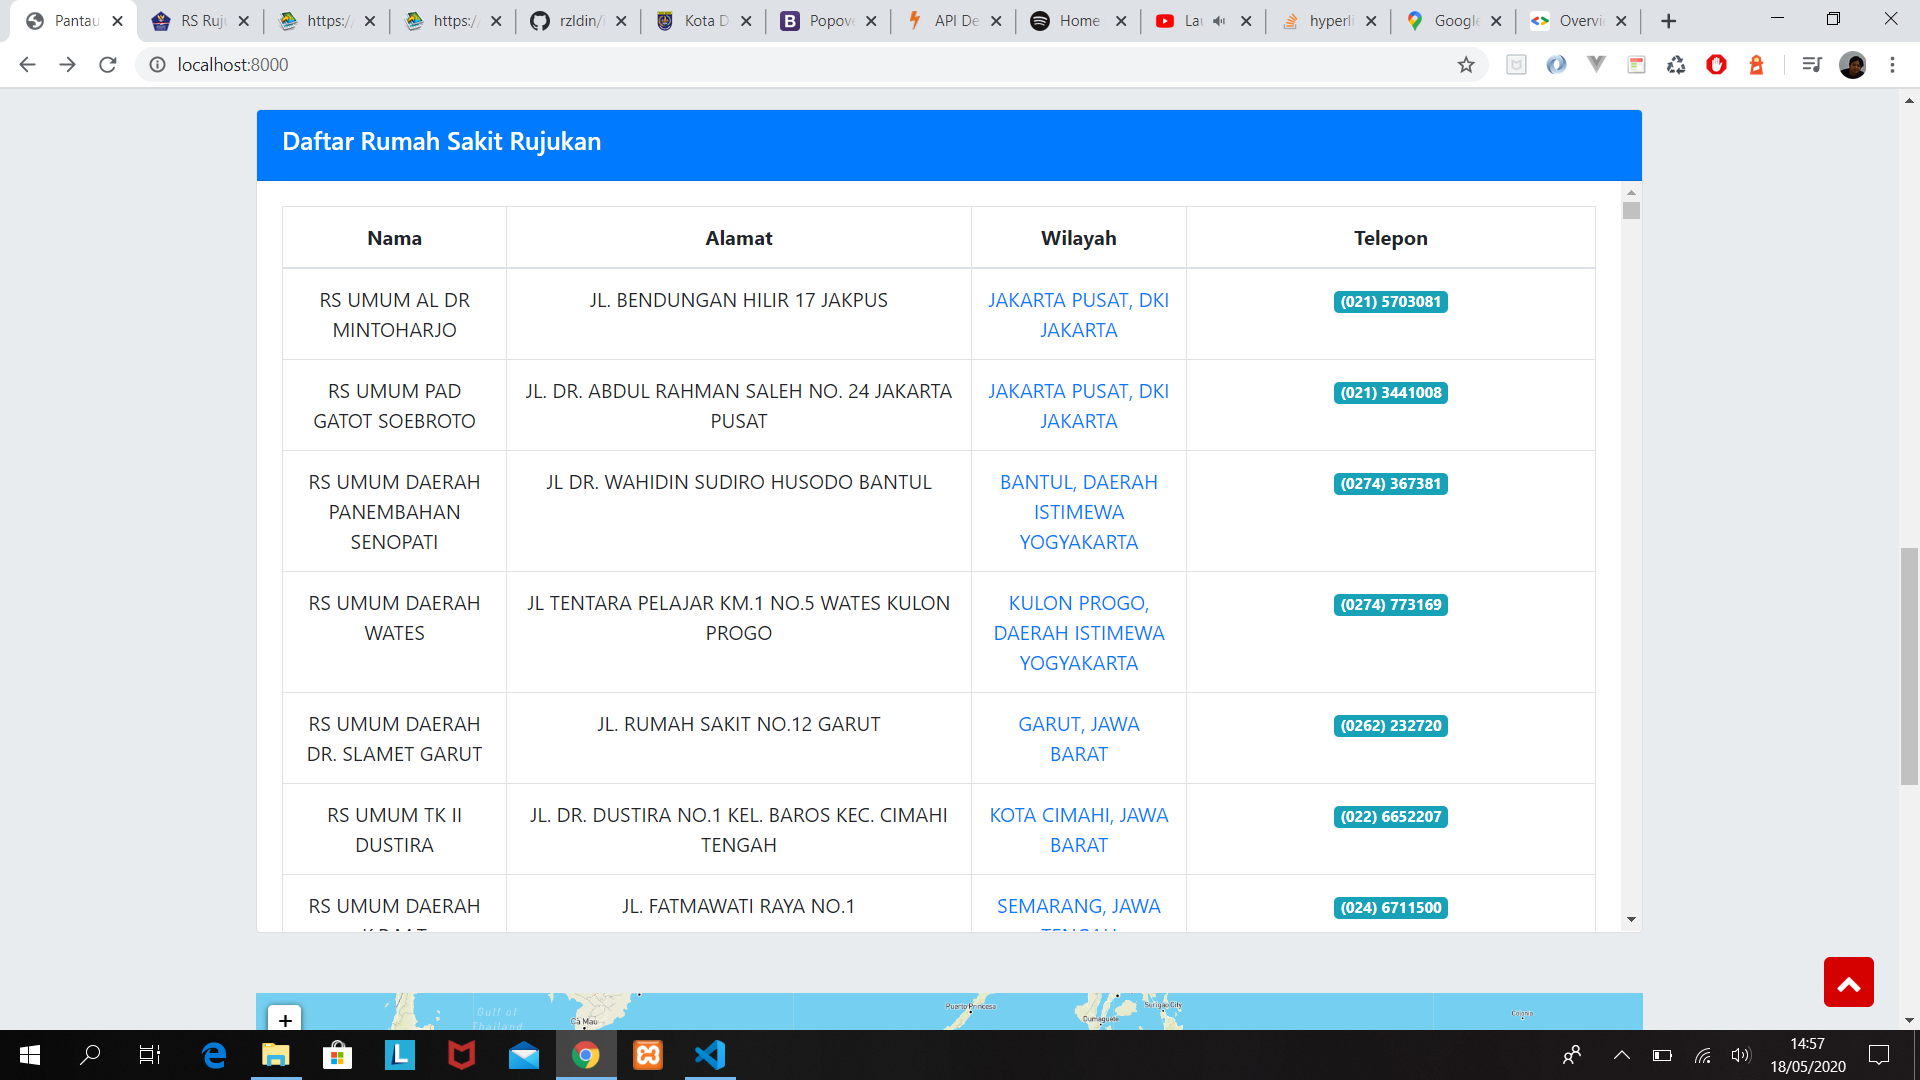 Pantau
RS Ruj
https:/
https:/
rzldin/
Kota D
Popov
API De
Home
Lau
hyperli
Google
Overvi
localhost:8000
Daftar Rumah Sakit Rujukan
Nama Alamat Wilayah Telepon
RS UMUM AL DR JL. BENDUNGAN HILIR 17 JAKPUS JAKARTA PUSAT, DKI (021) 5703081
MINTOHARJO JAKARTA
RS UMUM PAD JL. DR. ABDUL RAHMAN SALEH NO. 24 JAKARTA JAKARTA PUSAT, DKI (021) 3441008
GATOT SOEBROTO PUSAT JAKARTA
RS UMUM DAERAH JL DR. WAHIDIN SUDIRO HUSODO BANTUL BANTUL, DAERAH (0274) 367381
PANEMBAHAN ISTIMEWA
SENOPATI YOGYAKARTA
RS UMUM DAERAH JL TENTARA PELAJAR KM.1 NO.5 WATES KULON KULON PROGO, (0274) 773169
WATES PROGO DAERAH ISTIMEWA
YOGYAKARTA
RS UMUM DAERAH JL. RUMAH SAKIT NO.12 GARUT GARUT, JAWA (0262) 232720
DR. SLAMET GARUT BARAT
RS UMUM TK II JL. DR. DUSTIRA NO.1 KEL. BAROS KEC. CIMAHI KOTA CIMAHI, JAWA (022) 6652207
DUSTIRA TENGAH BARAT
RS UMUM DAERAH JL. FATMAWATI RAYA NO.1 SEMARANG, JAWA (024) 6711500
+
Gulf of
Thailand
Cà Mau
Puerto Princesa
Surigao City
Dumaguete
Colonia
14:57
18/05/2020